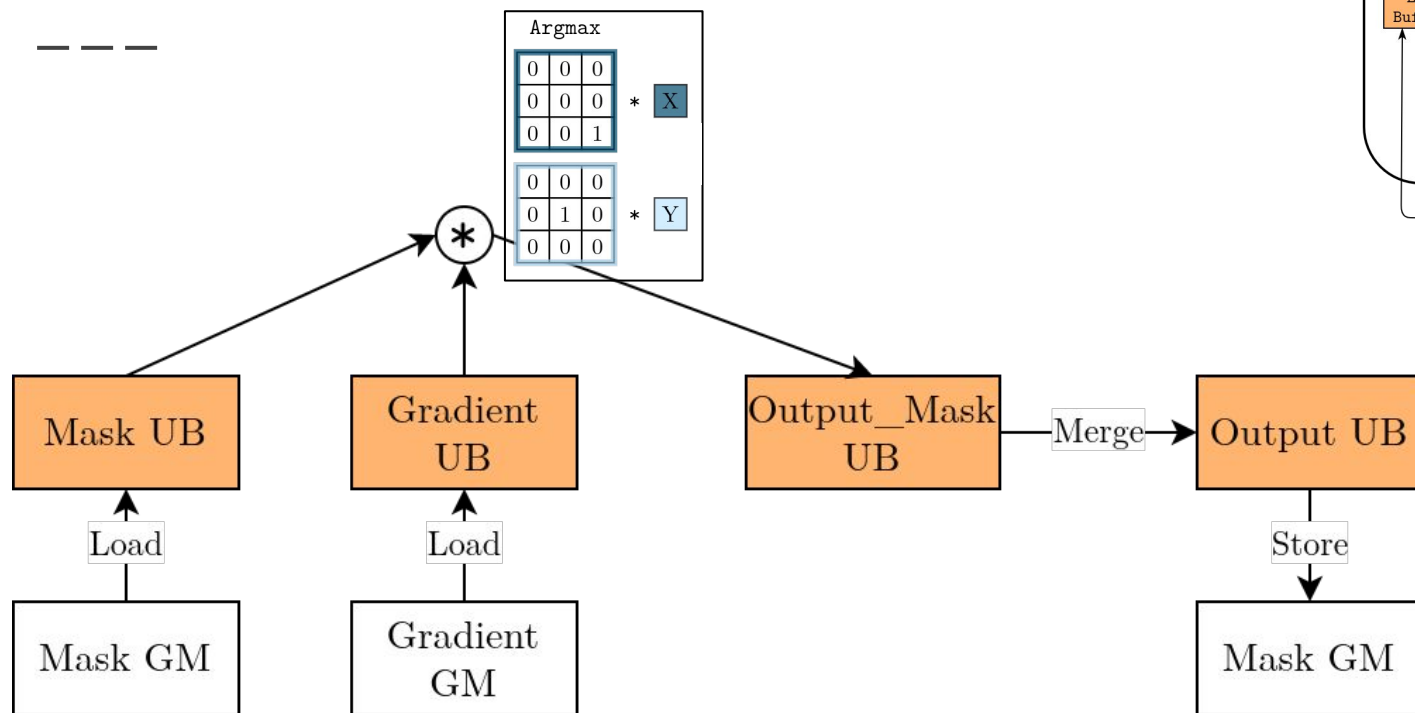 Argmax
0 0 0
0 0 0 * X
0 0 1
0 0 0
0 1 0 * Y
0 0 0
*
Mask UB
Gradient
UB
Output_Mask
UB
Merge
Output UB
Load
Load
Store
Mask GM
Gradient
GM
Mask GM